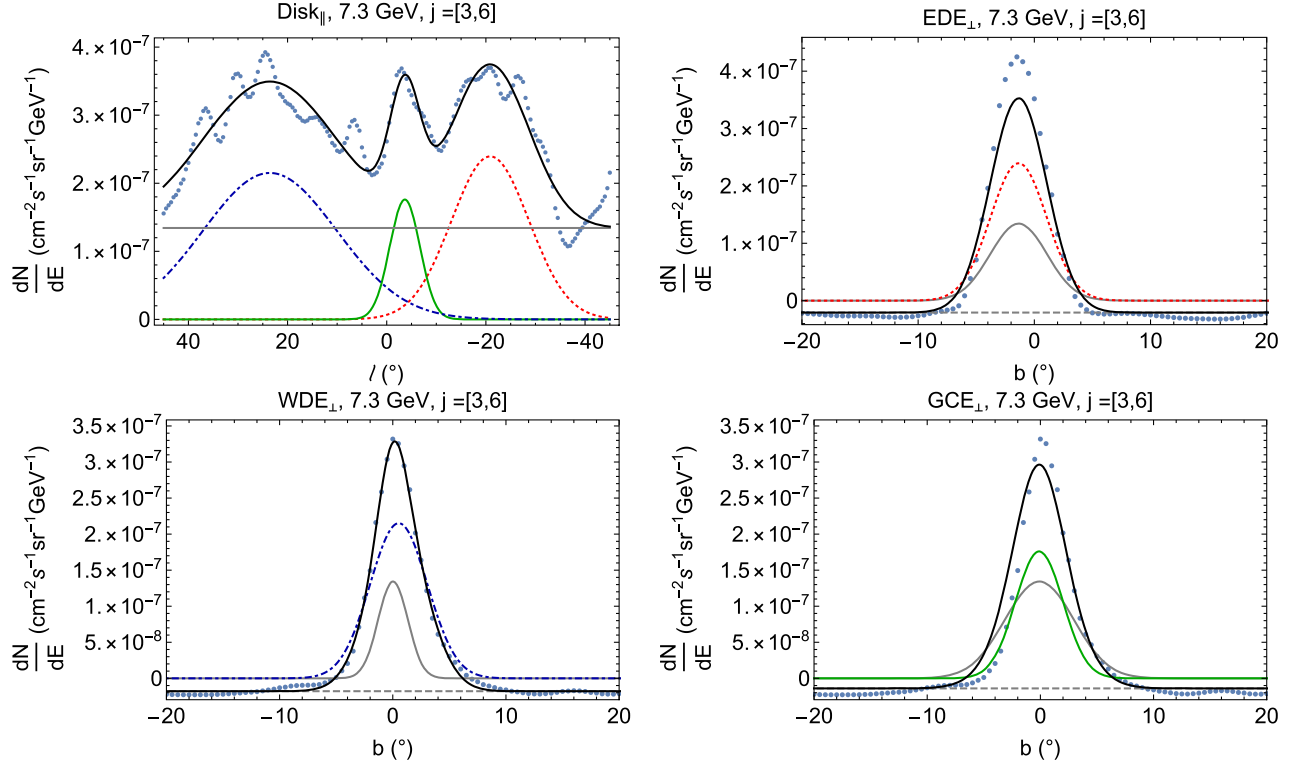 Disk∥, 7.3 GeV, j =[3,6]
dN/dE (cm⁻²s⁻¹sr⁻¹GeV⁻¹)
4.×10⁻⁷
3.×10⁻⁷
2.×10⁻⁷
1.×10⁻⁷
0
40 20 0 −20 −40
l (°)
EDE⊥, 7.3 GeV, j =[3,6]
dN/dE (cm⁻²s⁻¹sr⁻¹GeV⁻¹)
4.×10⁻⁷
3.×10⁻⁷
2.×10⁻⁷
1.×10⁻⁷
0
−20 −10 0 10 20
b (°)
WDE⊥, 7.3 GeV, j =[3,6]
dN/dE (cm⁻²s⁻¹sr⁻¹GeV⁻¹)
3.5×10⁻⁷
3.×10⁻⁷
2.5×10⁻⁷
2.×10⁻⁷
1.5×10⁻⁷
1.×10⁻⁷
5.×10⁻⁸
0
−20 −10 0 10 20
b (°)
GCE⊥, 7.3 GeV, j =[3,6]
dN/dE (cm⁻²s⁻¹sr⁻¹GeV⁻¹)
3.5×10⁻⁷
3.×10⁻⁷
2.5×10⁻⁷
2.×10⁻⁷
1.5×10⁻⁷
1.×10⁻⁷
5.×10⁻⁸
0
−20 −10 0 10 20
b (°)